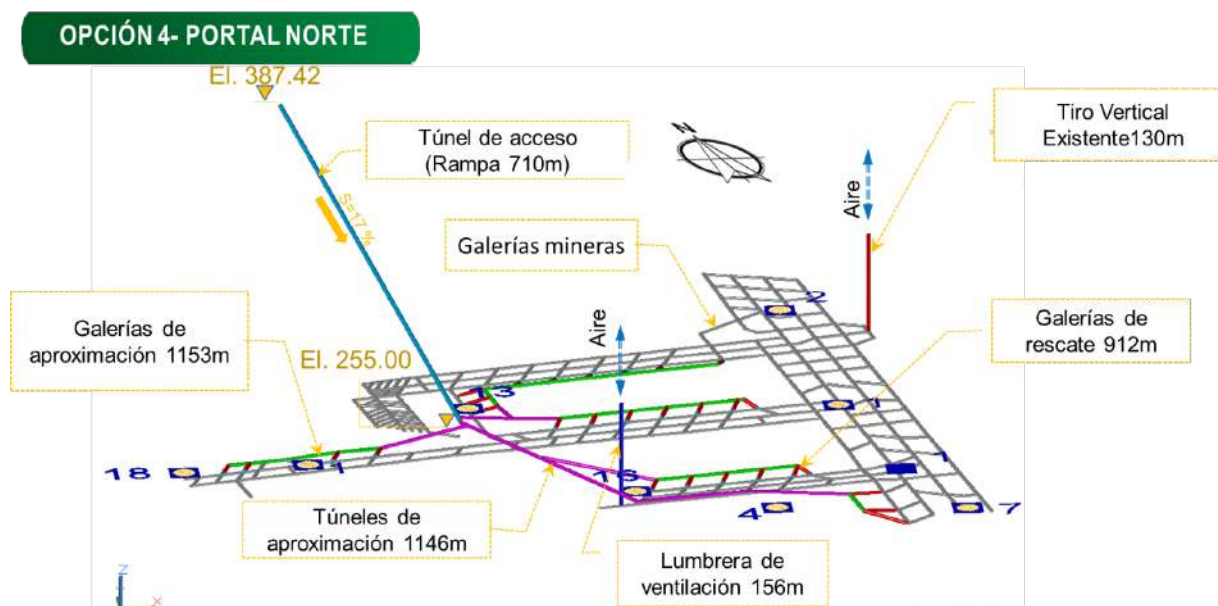 OPCIÓN 4- PORTAL NORTE
El. 387.42
Túnel de acceso
(Rampa 710m)
S=17%
N
Tiro Vertical
Existente130m
Aire
Galerías mineras
2
Galerías de
aproximación 1153m
Aire
Galerías de
rescate 912m
El. 255.00
13
1
18
1
16
1
4
7
Túneles de
aproximación 1146m
Lumbrera de
ventilación 156m
Z
X